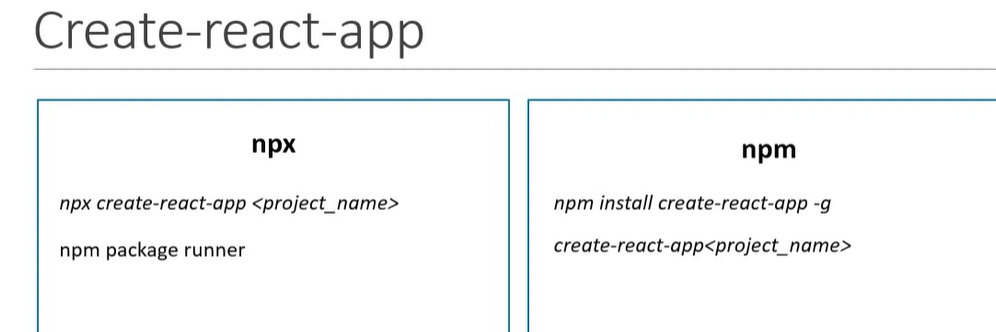 Create-react-app
npx
npx create-react-app <project_name>
npm package runner
npm
npm install create-react-app -g
create-react-app<project_name>